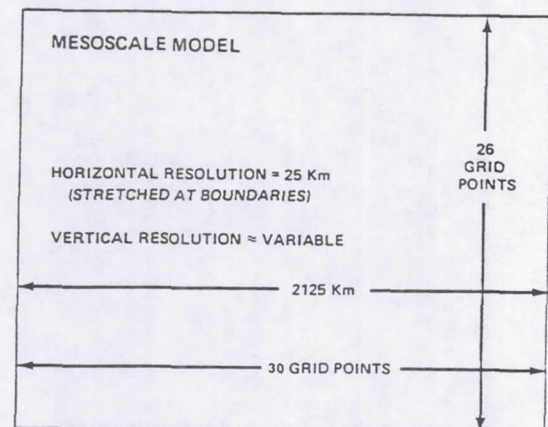 MESOSCALE MODEL
26
GRID
POINTS
HORIZONTAL RESOLUTION = 25 Km
(STRETCHED AT BOUNDARIES)
VERTICAL RESOLUTION ≈ VARIABLE
2125 Km
30 GRID POINTS